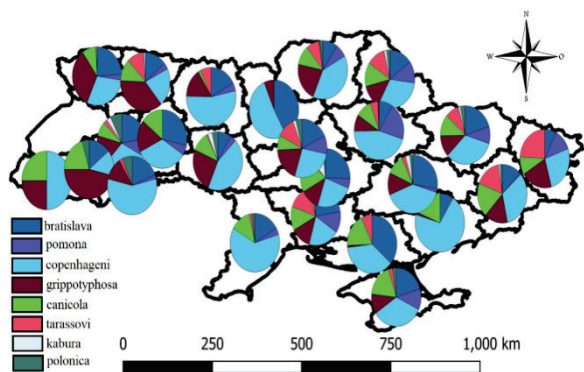 N
W O
S
bratislava
pomona
copenhageni
grippotyphosa
canicola
tarassovi
kabura
polonica
0 250 500 750 1,000 km